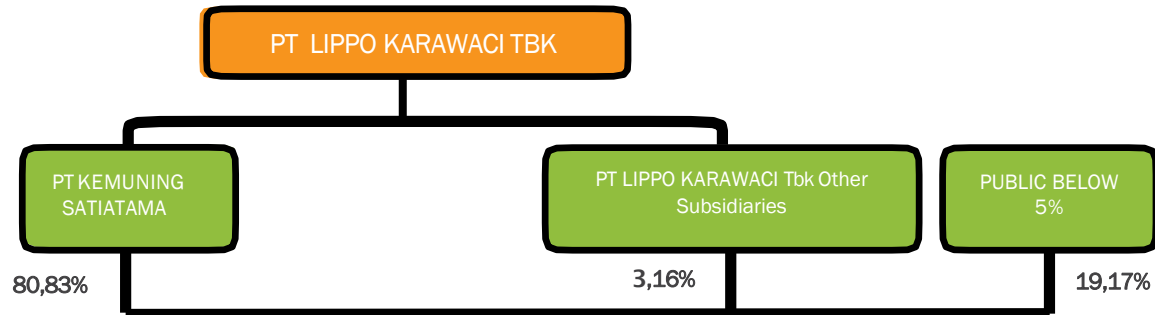 PT LIPPO KARAWACI TBK
PT KEMUNING
SATIATAMA
PT LIPPO KARAWACI Tbk Other
Subsidiaries
PUBLIC BELOW
5%
80,83%
3,16%
19,17%